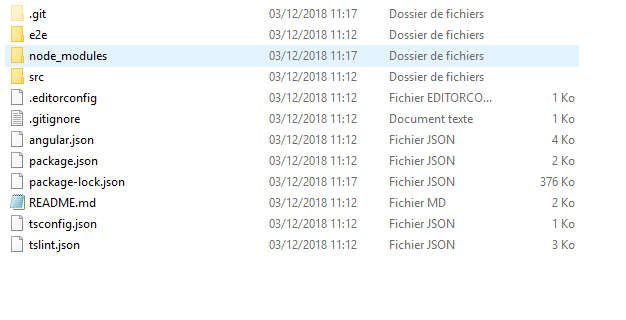 .git 03/12/2018 11:17 Dossier de fichiers
e2e 03/12/2018 11:12 Dossier de fichiers
node_modules 03/12/2018 11:17 Dossier de fichiers
src 03/12/2018 11:12 Dossier de fichiers
.editorconfig 03/12/2018 11:12 Fichier EDITORCO... 1 Ko
.gitignore 03/12/2018 11:12 Document texte 1 Ko
angular.json 03/12/2018 11:12 Fichier JSON 4 Ko
package.json 03/12/2018 11:12 Fichier JSON 2 Ko
package-lock.json 03/12/2018 11:17 Fichier JSON 376 Ko
README.md 03/12/2018 11:12 Fichier MD 2 Ko
tsconfig.json 03/12/2018 11:12 Fichier JSON 1 Ko
tslint.json 03/12/2018 11:12 Fichier JSON 3 Ko